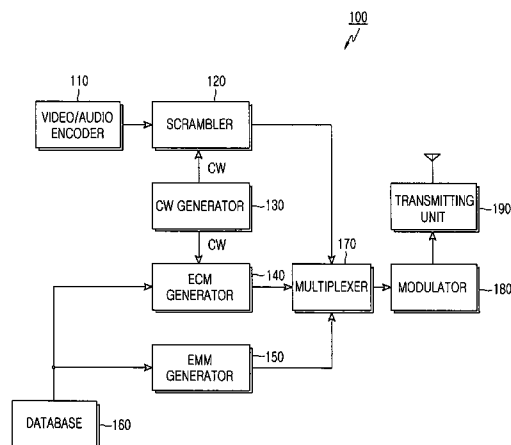 100
110
VIDEO/AUDIO
ENCODER
120
SCRAMBLER
CW
CW GENERATOR
130
CW
ECM
GENERATOR
140
EMM
GENERATOR
150
DATABASE
160
170
MULTIPLEXER
MODULATOR
180
TRANSMITTING
UNIT
190